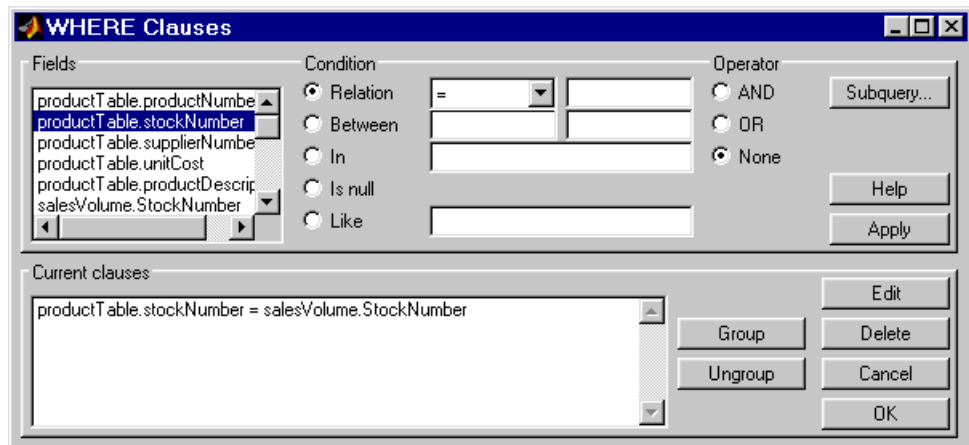 WHERE Clauses
Fields
productTable.productNumbe
productTable.stockNumber
productTable.supplierNumbe
productTable.unitCost
productTable.productDescrip
salesVolume.StockNumber
Condition
Relation =
Between
In
Is null
Like
Operator
AND
OR
None
Subquery...
Help
Apply
Current clauses
productTable.stockNumber = salesVolume.StockNumber
Group
Ungroup
Edit
Delete
Cancel
OK